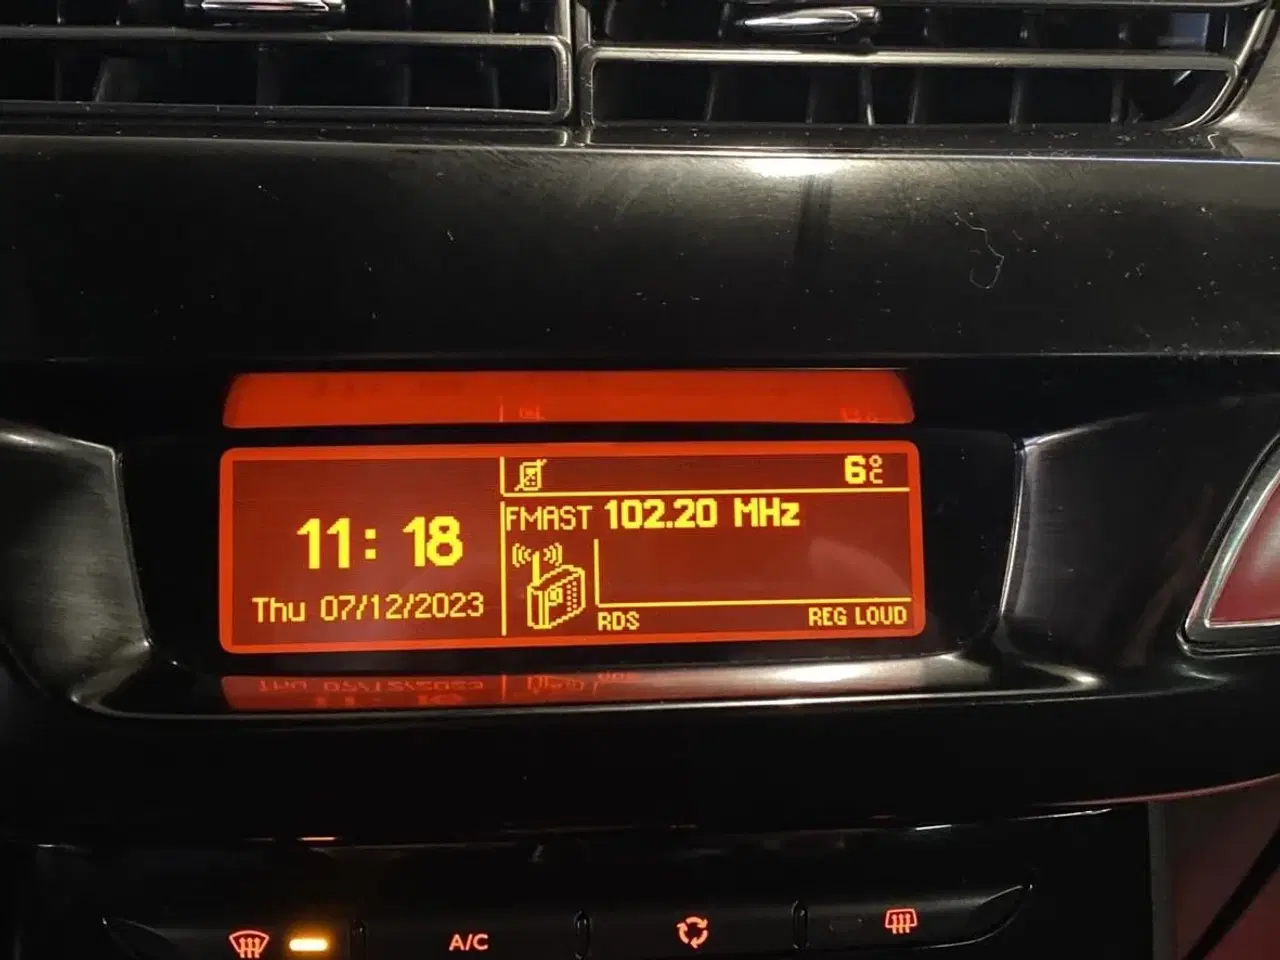 6°C
11:18
FMAST 102.20 MHz
Thu 07/12/2023
RDS
REG LOUD
A/C